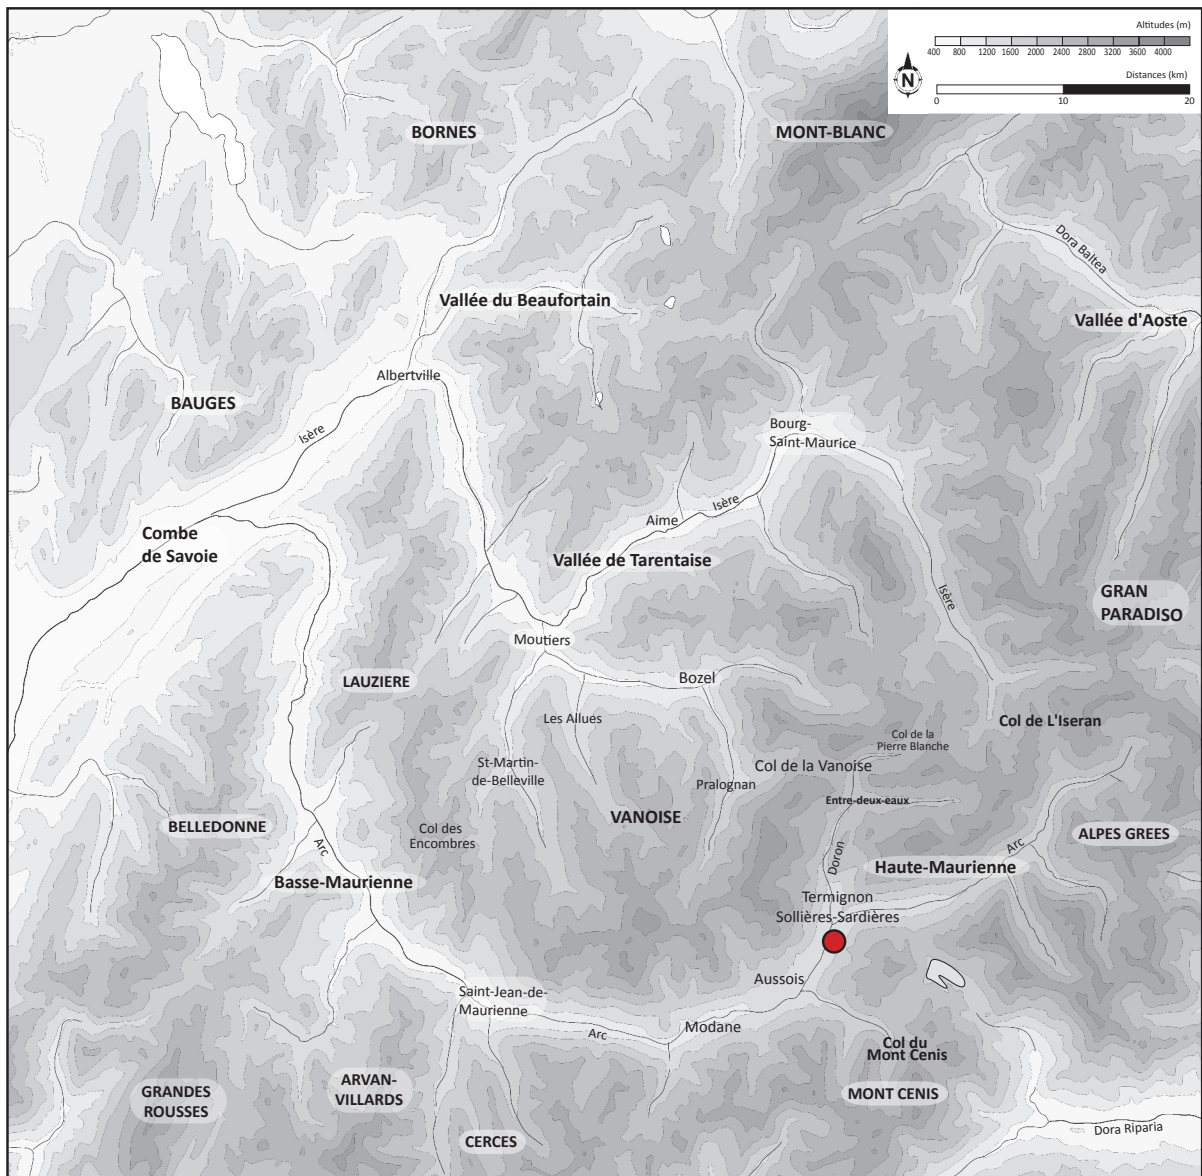 Altitudes (m)
400 800 1200 1600 2000 2400 2800 3200 3600 4000
N
Distances (km)
0 10 20
BORNES
MONT-BLANC
Dora Baltea
Vallée du Beaufortain
Vallée d'Aoste
Albertville
BAUGES
Isère
Bourg-
Saint-Maurice
Isère
Aime
Combe
de Savoie
Vallée de Tarentaise
Isère
GRAN
PARADISO
Moutiers
LAUZIERE
Bozel
Les Allues
Col de L'Iseran
Col de la
Pierre Blanche
St-Martin-
de-Belleville
Col de la Vanoise
Pralognan
Entre-deux-eaux
VANOISE
BELLEDONNE
Col des
Encombres
ALPES GREES
Arc
Arc
Doron
Haute-Maurienne
Basse-Maurienne
Termignon
Sollières-Sardières
Aussois
Saint-Jean-de-
Maurienne
Arc
Modane
Col du
Mont Cenis
ARVAN-
VILLARDS
GRANDES
ROUSSES
MONT CENIS
CERCES
Dora Riparia